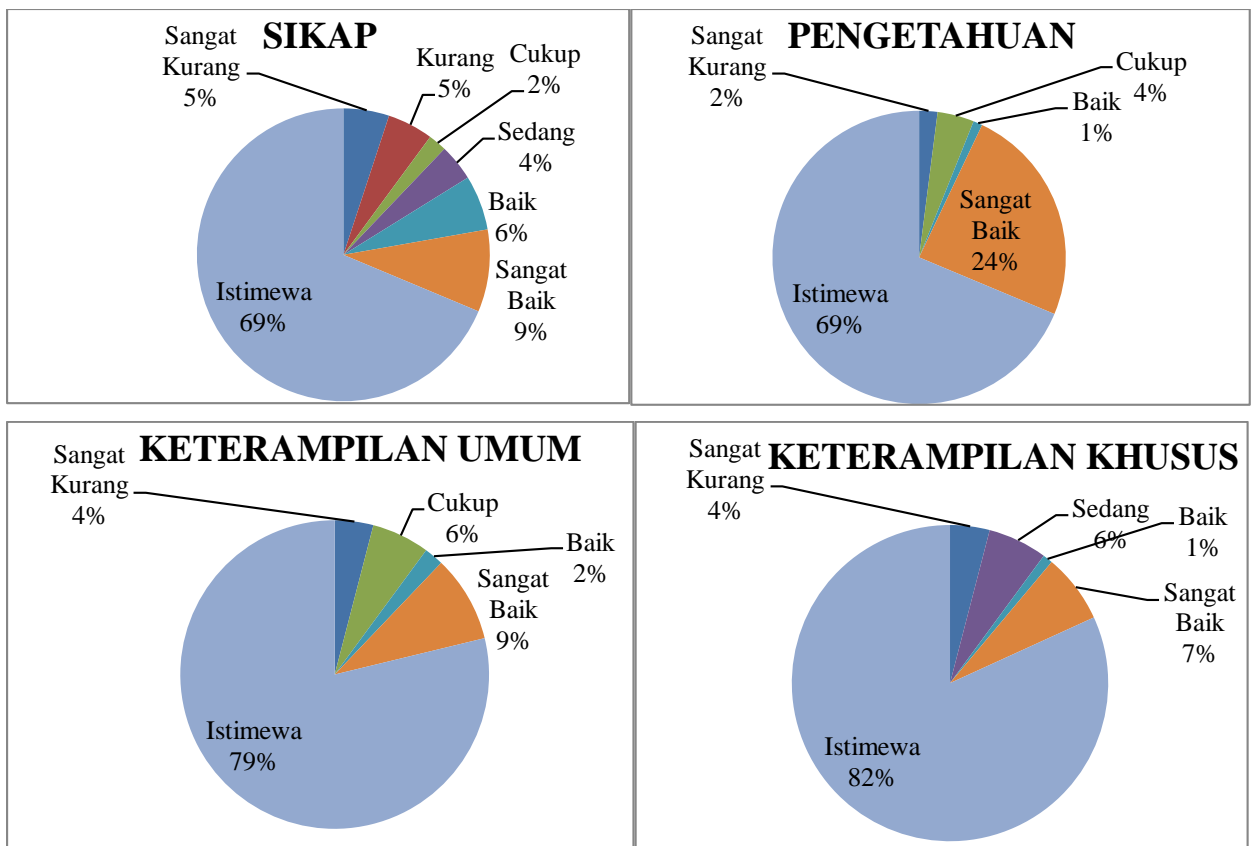 SIKAP
Sangat
Kurang
5%
Kurang
5%
Cukup
2%
Sedang
4%
Baik
6%
Sangat
Baik
9%
Istimewa
69%
PENGETAHUAN
Sangat
Kurang
2%
Cukup
4%
Baik
1%
Sangat
Baik
24%
Istimewa
69%
KETERAMPILAN UMUM
Sangat
Kurang
4%
Cukup
6%
Baik
2%
Sangat
Baik
9%
Istimewa
79%
KETERAMPILAN KHUSUS
Sangat
Kurang
4%
Sedang
6%
Baik
1%
Sangat
Baik
7%
Istimewa
82%